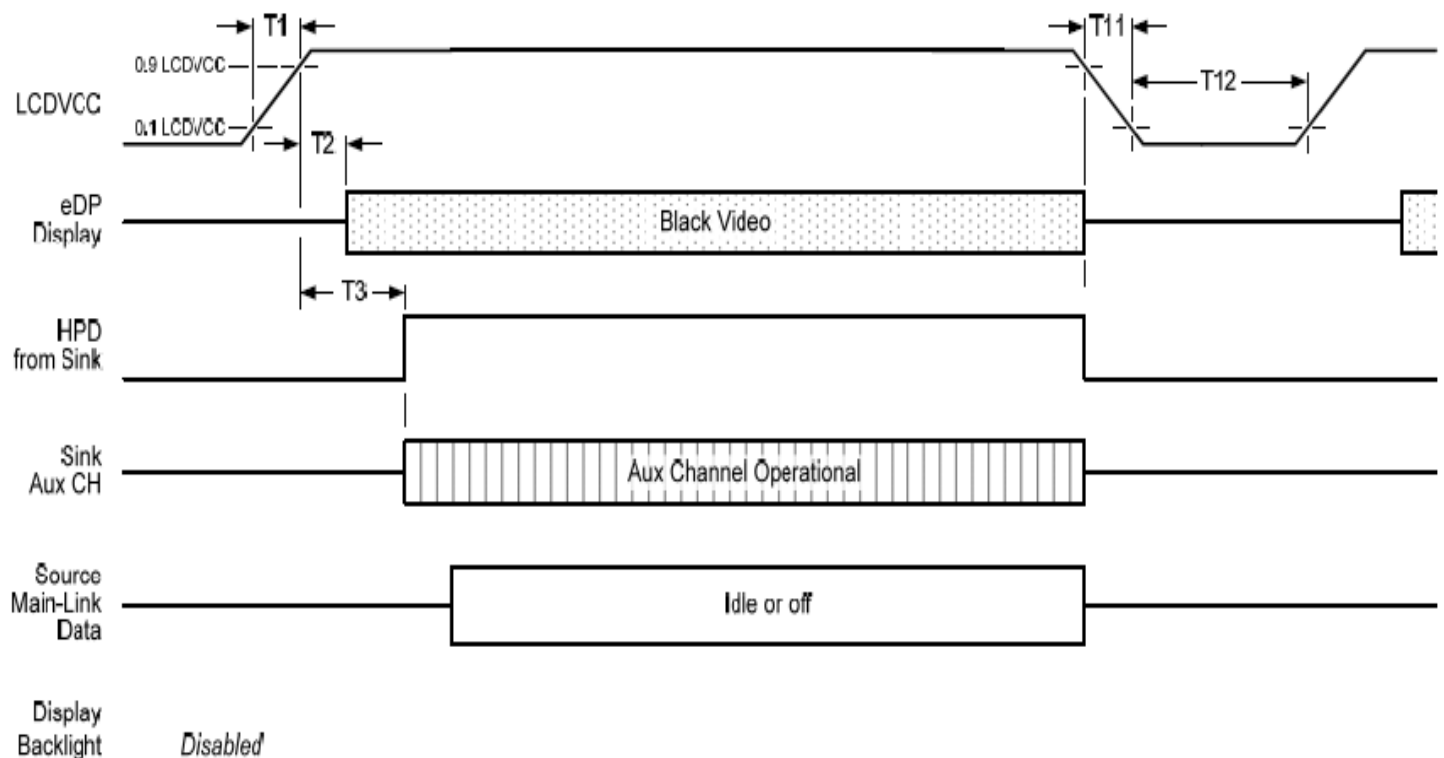 T1
T11
0.9 LCDVCC
LCDVCC
T12
0.1 LCDVCC
T2
eDP
Display
Black Video
T3
HPD
from Sink
Sink
Aux CH
Aux Channel Operational
Source
Main-Link
Data
Idle or off
Display
Backlight
Disabled